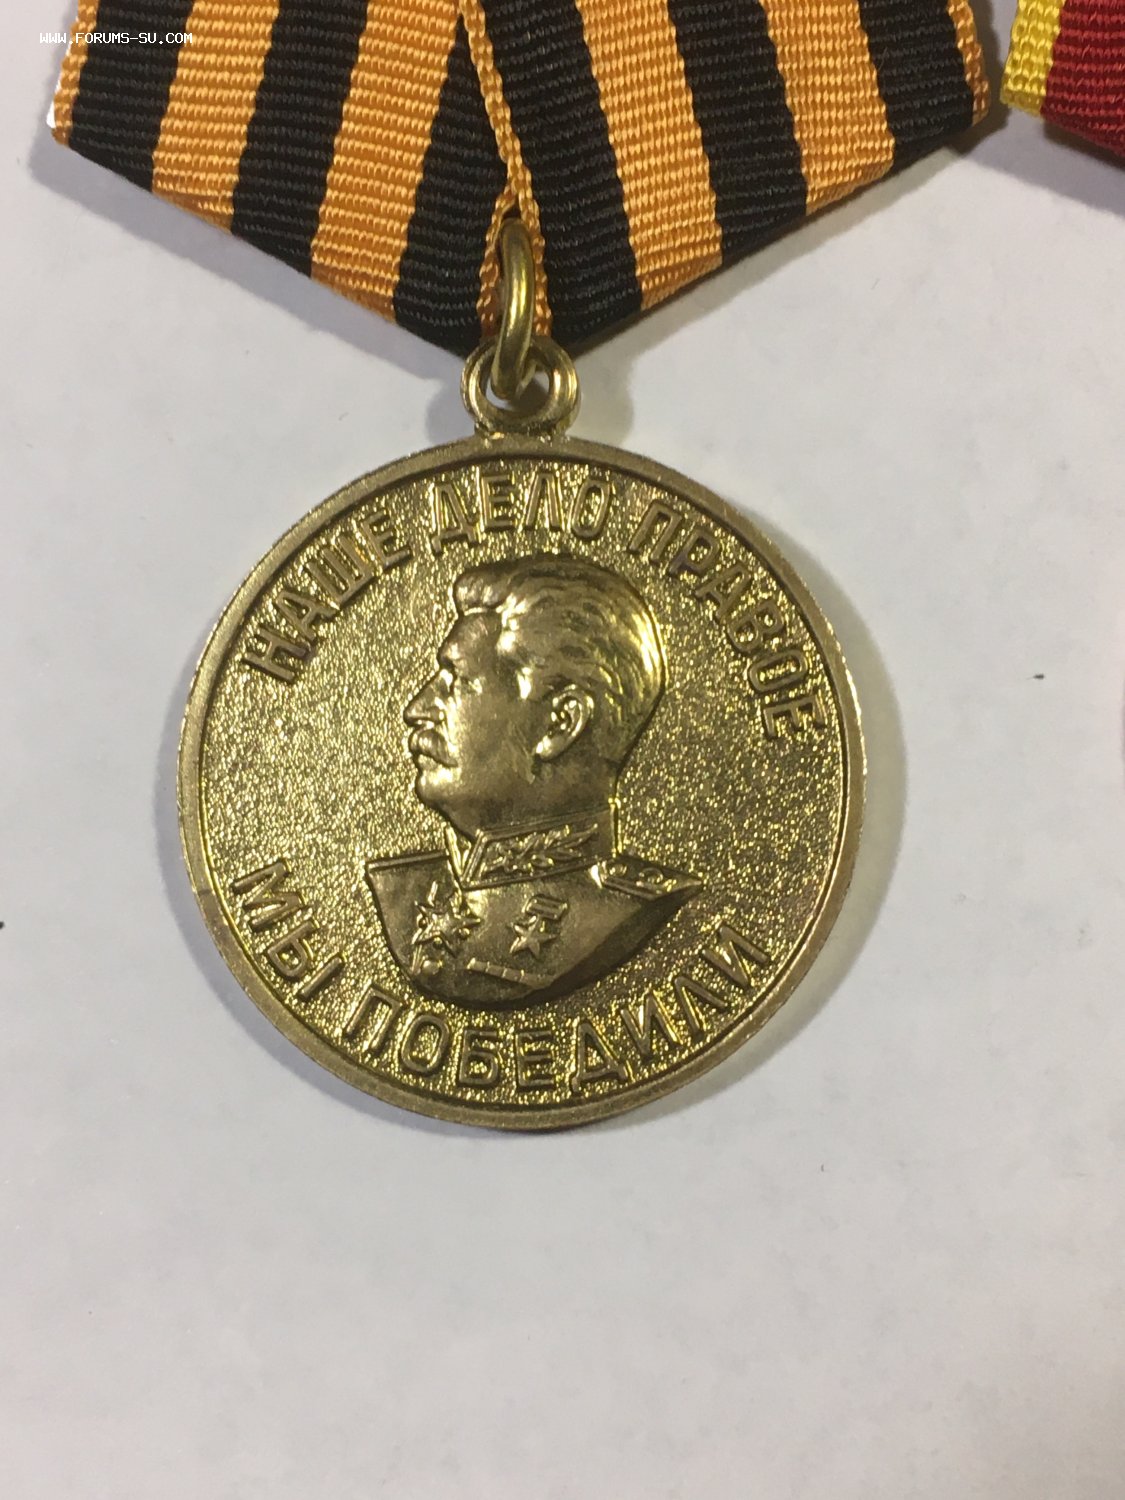 WWW.FORUMS-SU.COM
НАШЕ ДЕЛО ПРАВОЕ
МЫ ПОБЕДИЛИ